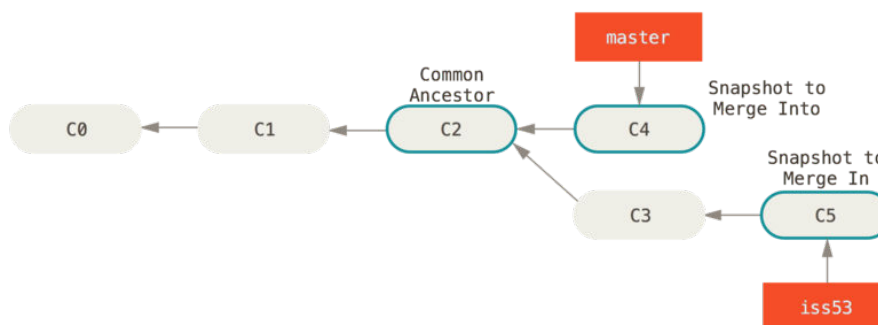 master
Common
Ancestor
Snapshot to
Merge Into
C0
C1
C2
C4
Snapshot to
Merge In
C3
C5
iss53